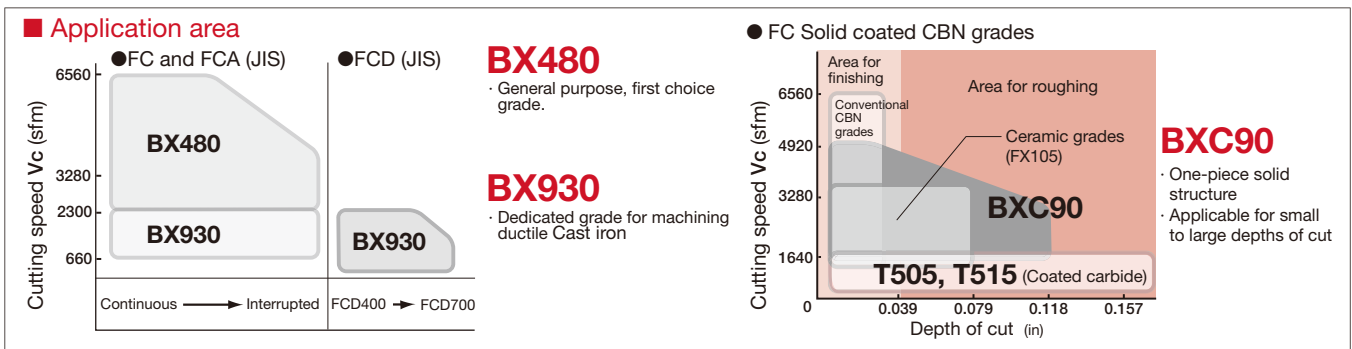 ■ Application area
●FC and FCA (JIS)
●FCD (JIS)
Cutting speed Vc (sfm)
6560
3280
2300
660
BX480
BX930
BX930
Continuous → Interrupted
FCD400 → FCD700
BX480
· General purpose, first choice
grade.
BX930
· Dedicated grade for machining
ductile Cast iron
● FC Solid coated CBN grades
Cutting speed Vc (sfm)
6560
4920
3280
1640
0
Area for
finishing
Area for roughing
Conventional
CBN
grades
Ceramic grades
(FX105)
BXC90
T505, T515 (Coated carbide)
0.039
0.079
0.118
0.157
Depth of cut (in)
BXC90
· One-piece solid
structure
· Applicable for small
to large depths of cut